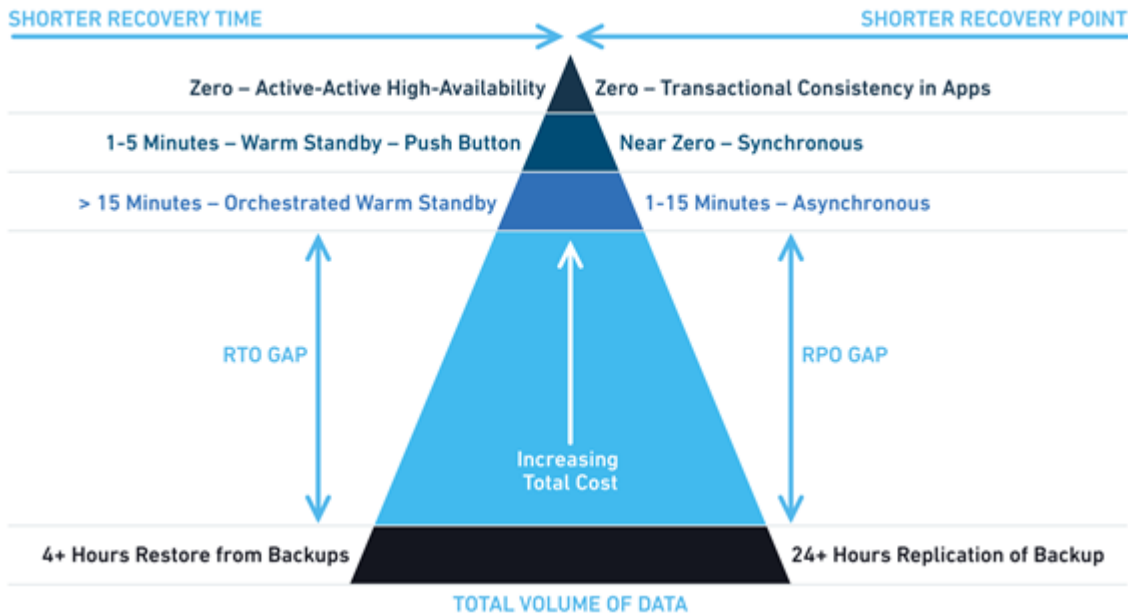 SHORTER RECOVERY TIME
SHORTER RECOVERY POINT
Zero – Active-Active High-Availability
Zero – Transactional Consistency in Apps
1-5 Minutes – Warm Standby – Push Button
Near Zero – Synchronous
> 15 Minutes – Orchestrated Warm Standby
1-15 Minutes – Asynchronous
RTO GAP
RPO GAP
Increasing
Total Cost
4+ Hours Restore from Backups
24+ Hours Replication of Backup
TOTAL VOLUME OF DATA